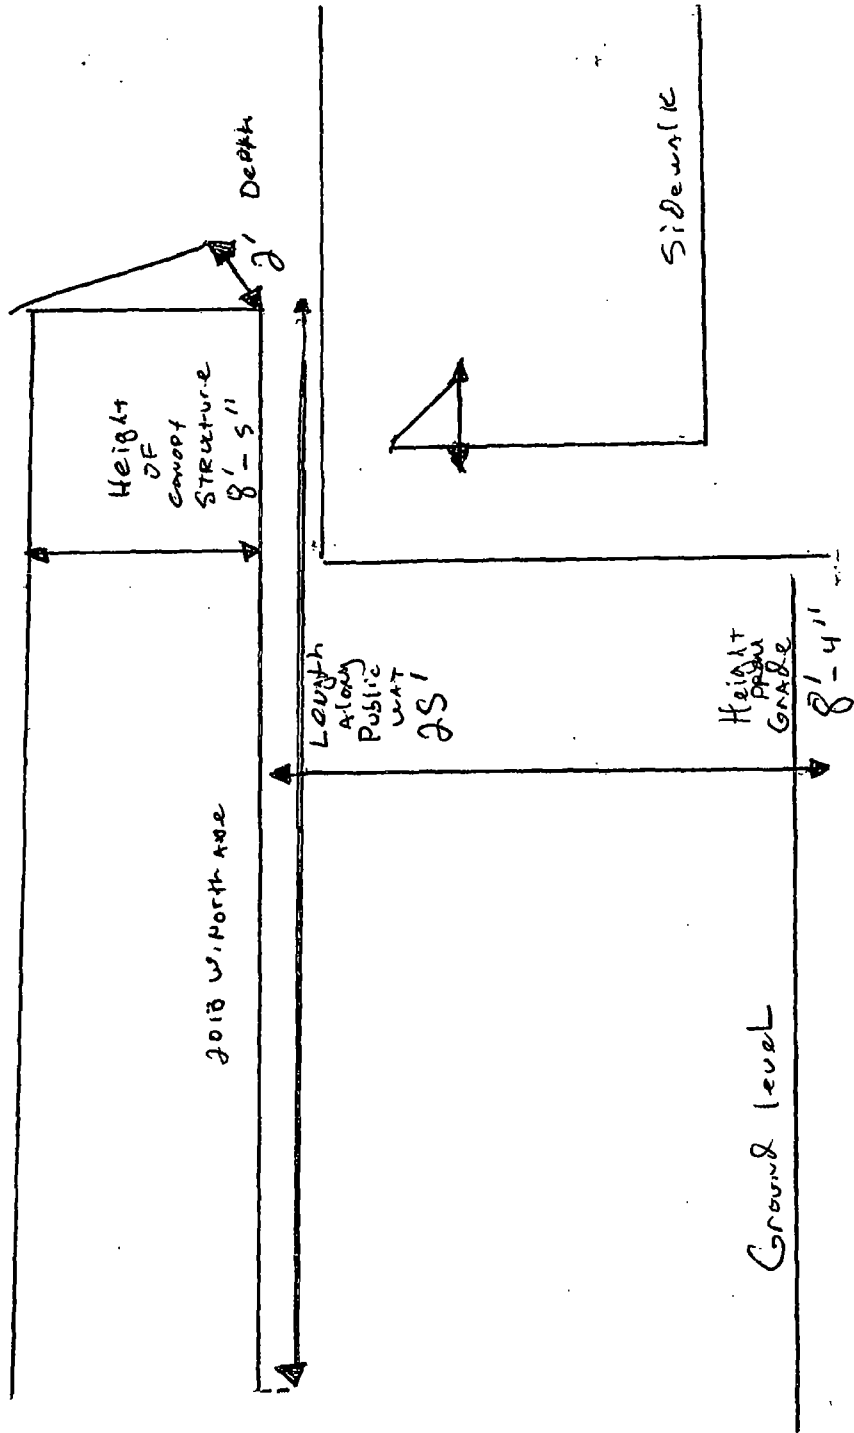 Height
OF
canopy
STRUCTURE
8'-5"
2' Depth
W. North Ave
Length
Along
Public
WAY
25'
Sidewalk
Height
FROM
Grade
8'-4"
Ground level